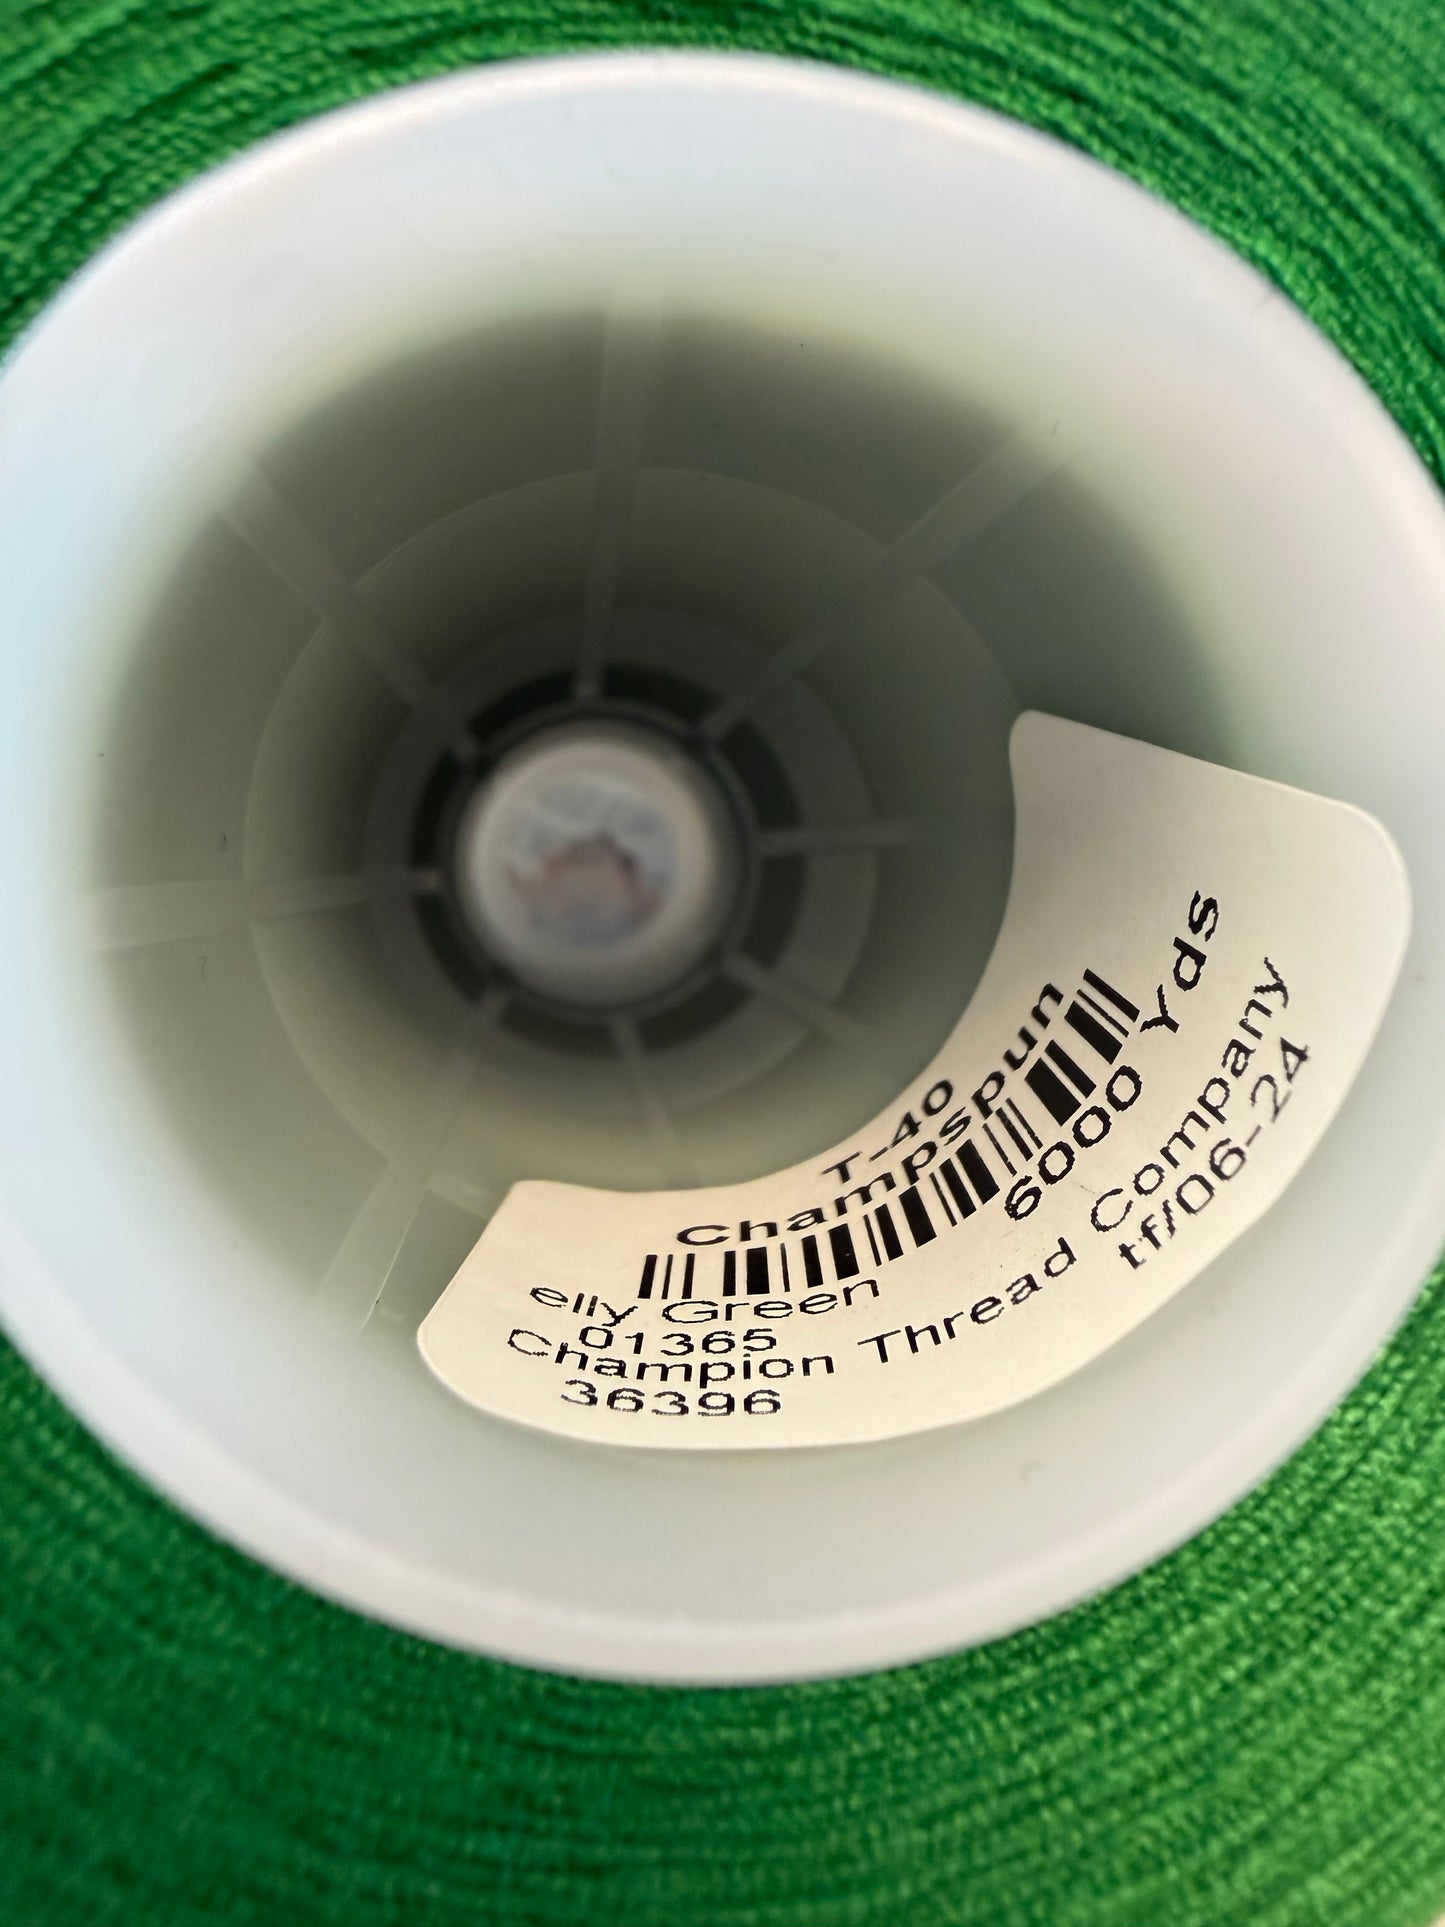 T-40
Champspun
elly Green 6000 Yds
01365
Champion Thread Company
36396 tf/06-24